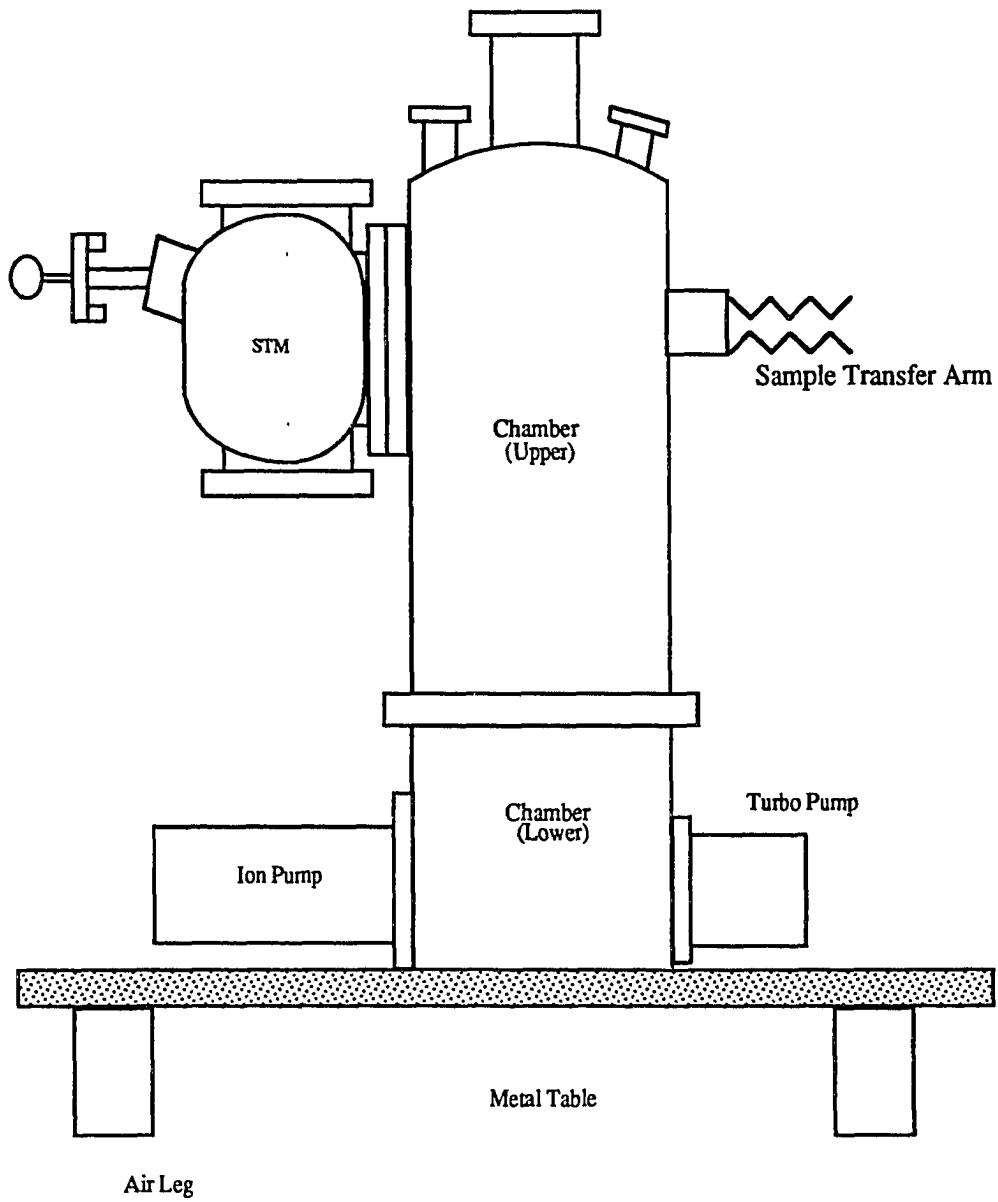 STM
Sample Transfer Arm
Chamber
(Upper)
Chamber
(Lower)
Turbo Pump
Ion Pump
Metal Table
Air Leg